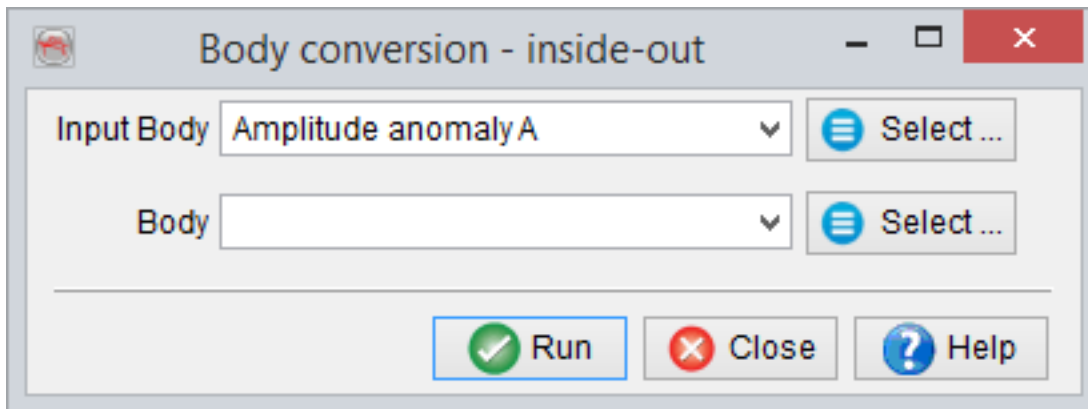 Body conversion - inside-out
Input Body Amplitude anomaly A Select ...
Body Select ...
Run Close Help